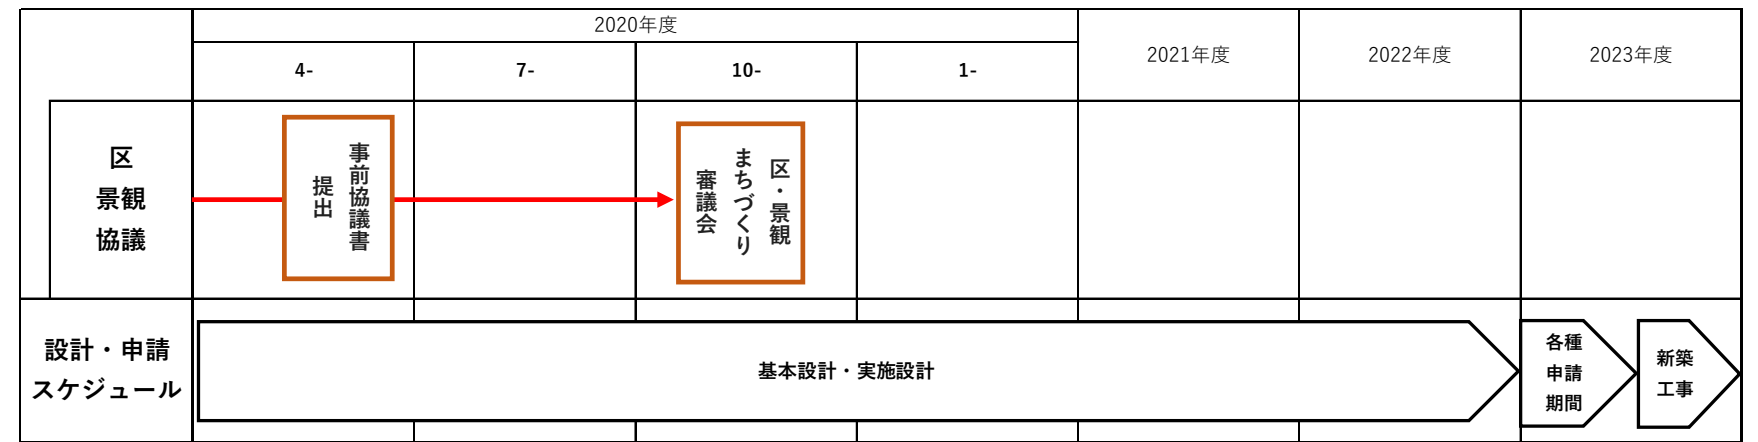 2020年度
2021年度
2022年度
2023年度
4-
7-
10-
1-
区
景観
協議
事前協議書
提出
区・景観
まちづくり
審議会
設計・申請
スケジュール
基本設計・実施設計
各種
申請
期間
新築
工事